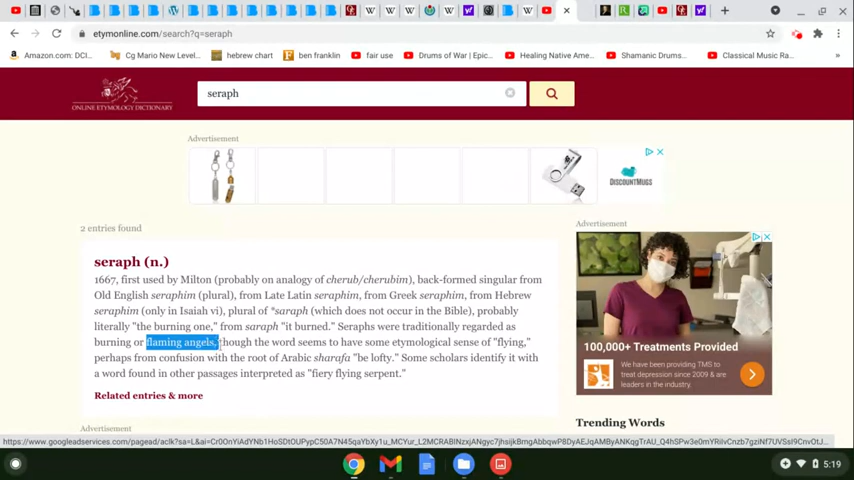 etymonline.com/search?q=seraph
Amazon.com: DCI... Cg Mario New Level... hebrew chart ben franklin fair use Drums of War | Epic... Healing Native Ame... Shamanic Drums... Classical Music Ra... »
ONLINE ETYMOLOGY DICTIONARY
seraph
Advertisement
DISCOUNTMUGS
2 entries found
Advertisement
seraph (n.)
1667, first used by Milton (probably on analogy of cherub/cherubim), back-formed singular from
Old English seraphim (plural), from Late Latin seraphim, from Greek seraphim, from Hebrew
seraphim (only in Isaiah vi), plural of *saraph (which does not occur in the Bible), probably
literally "the burning one," from saraph "it burned." Seraphs were traditionally regarded as
burning or flaming angels, though the word seems to have some etymological sense of "flying,"
perhaps from confusion with the root of Arabic sharafa "be lofty." Some scholars identify it with
a word found in other passages interpreted as "fiery flying serpent."
Related entries & more
Advertisement
100,000+ Treatments Provided
We have been providing TMS to
treat depression since 2009 & are
leaders in the industry.
Trending Words
5:19